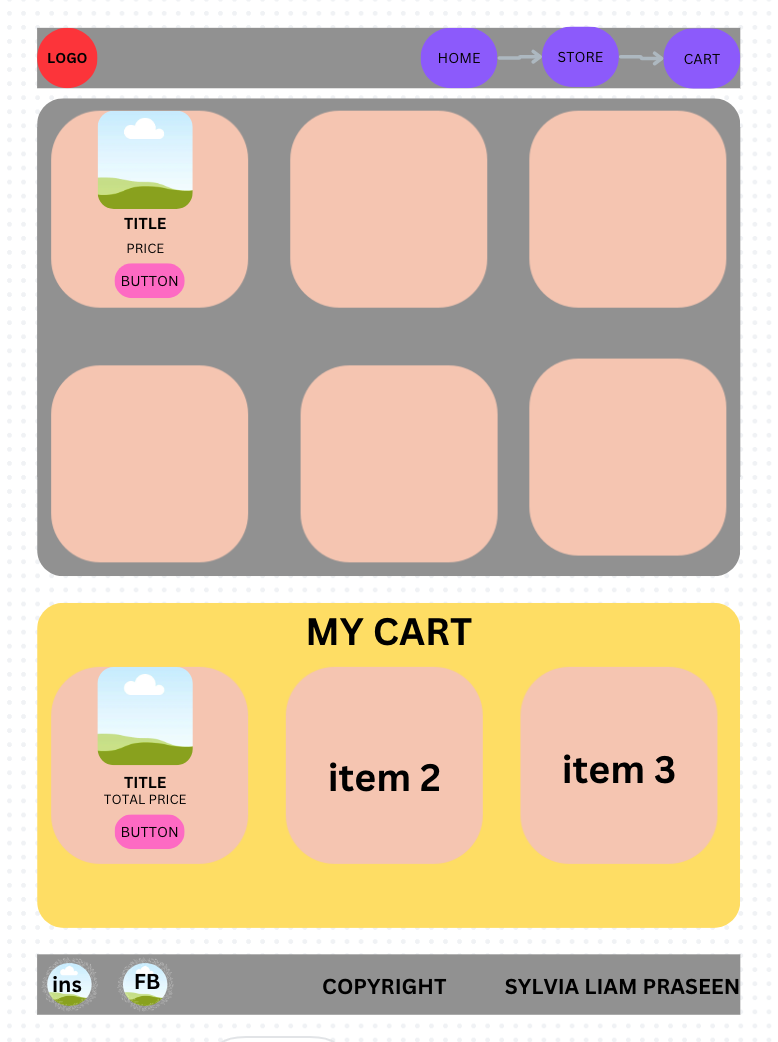 LOGO
HOME
STORE
CART
TITLE
PRICE
BUTTON
MY CART
TITLE
TOTAL PRICE
BUTTON
item 2
item 3
ins
FB
COPYRIGHT
SYLVIA LIAM PRASEEN